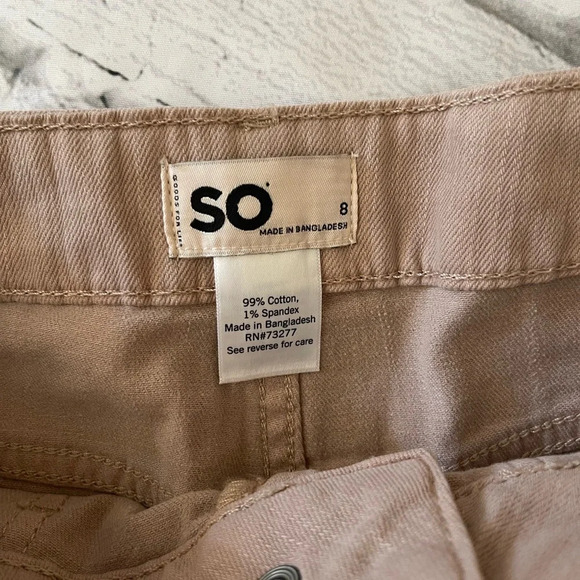 GOODS FOR LIFE
SO
8
MADE IN BANGLADESH
99% Cotton,
1% Spandex
Made in Bangladesh
RN#73277
See reverse for care